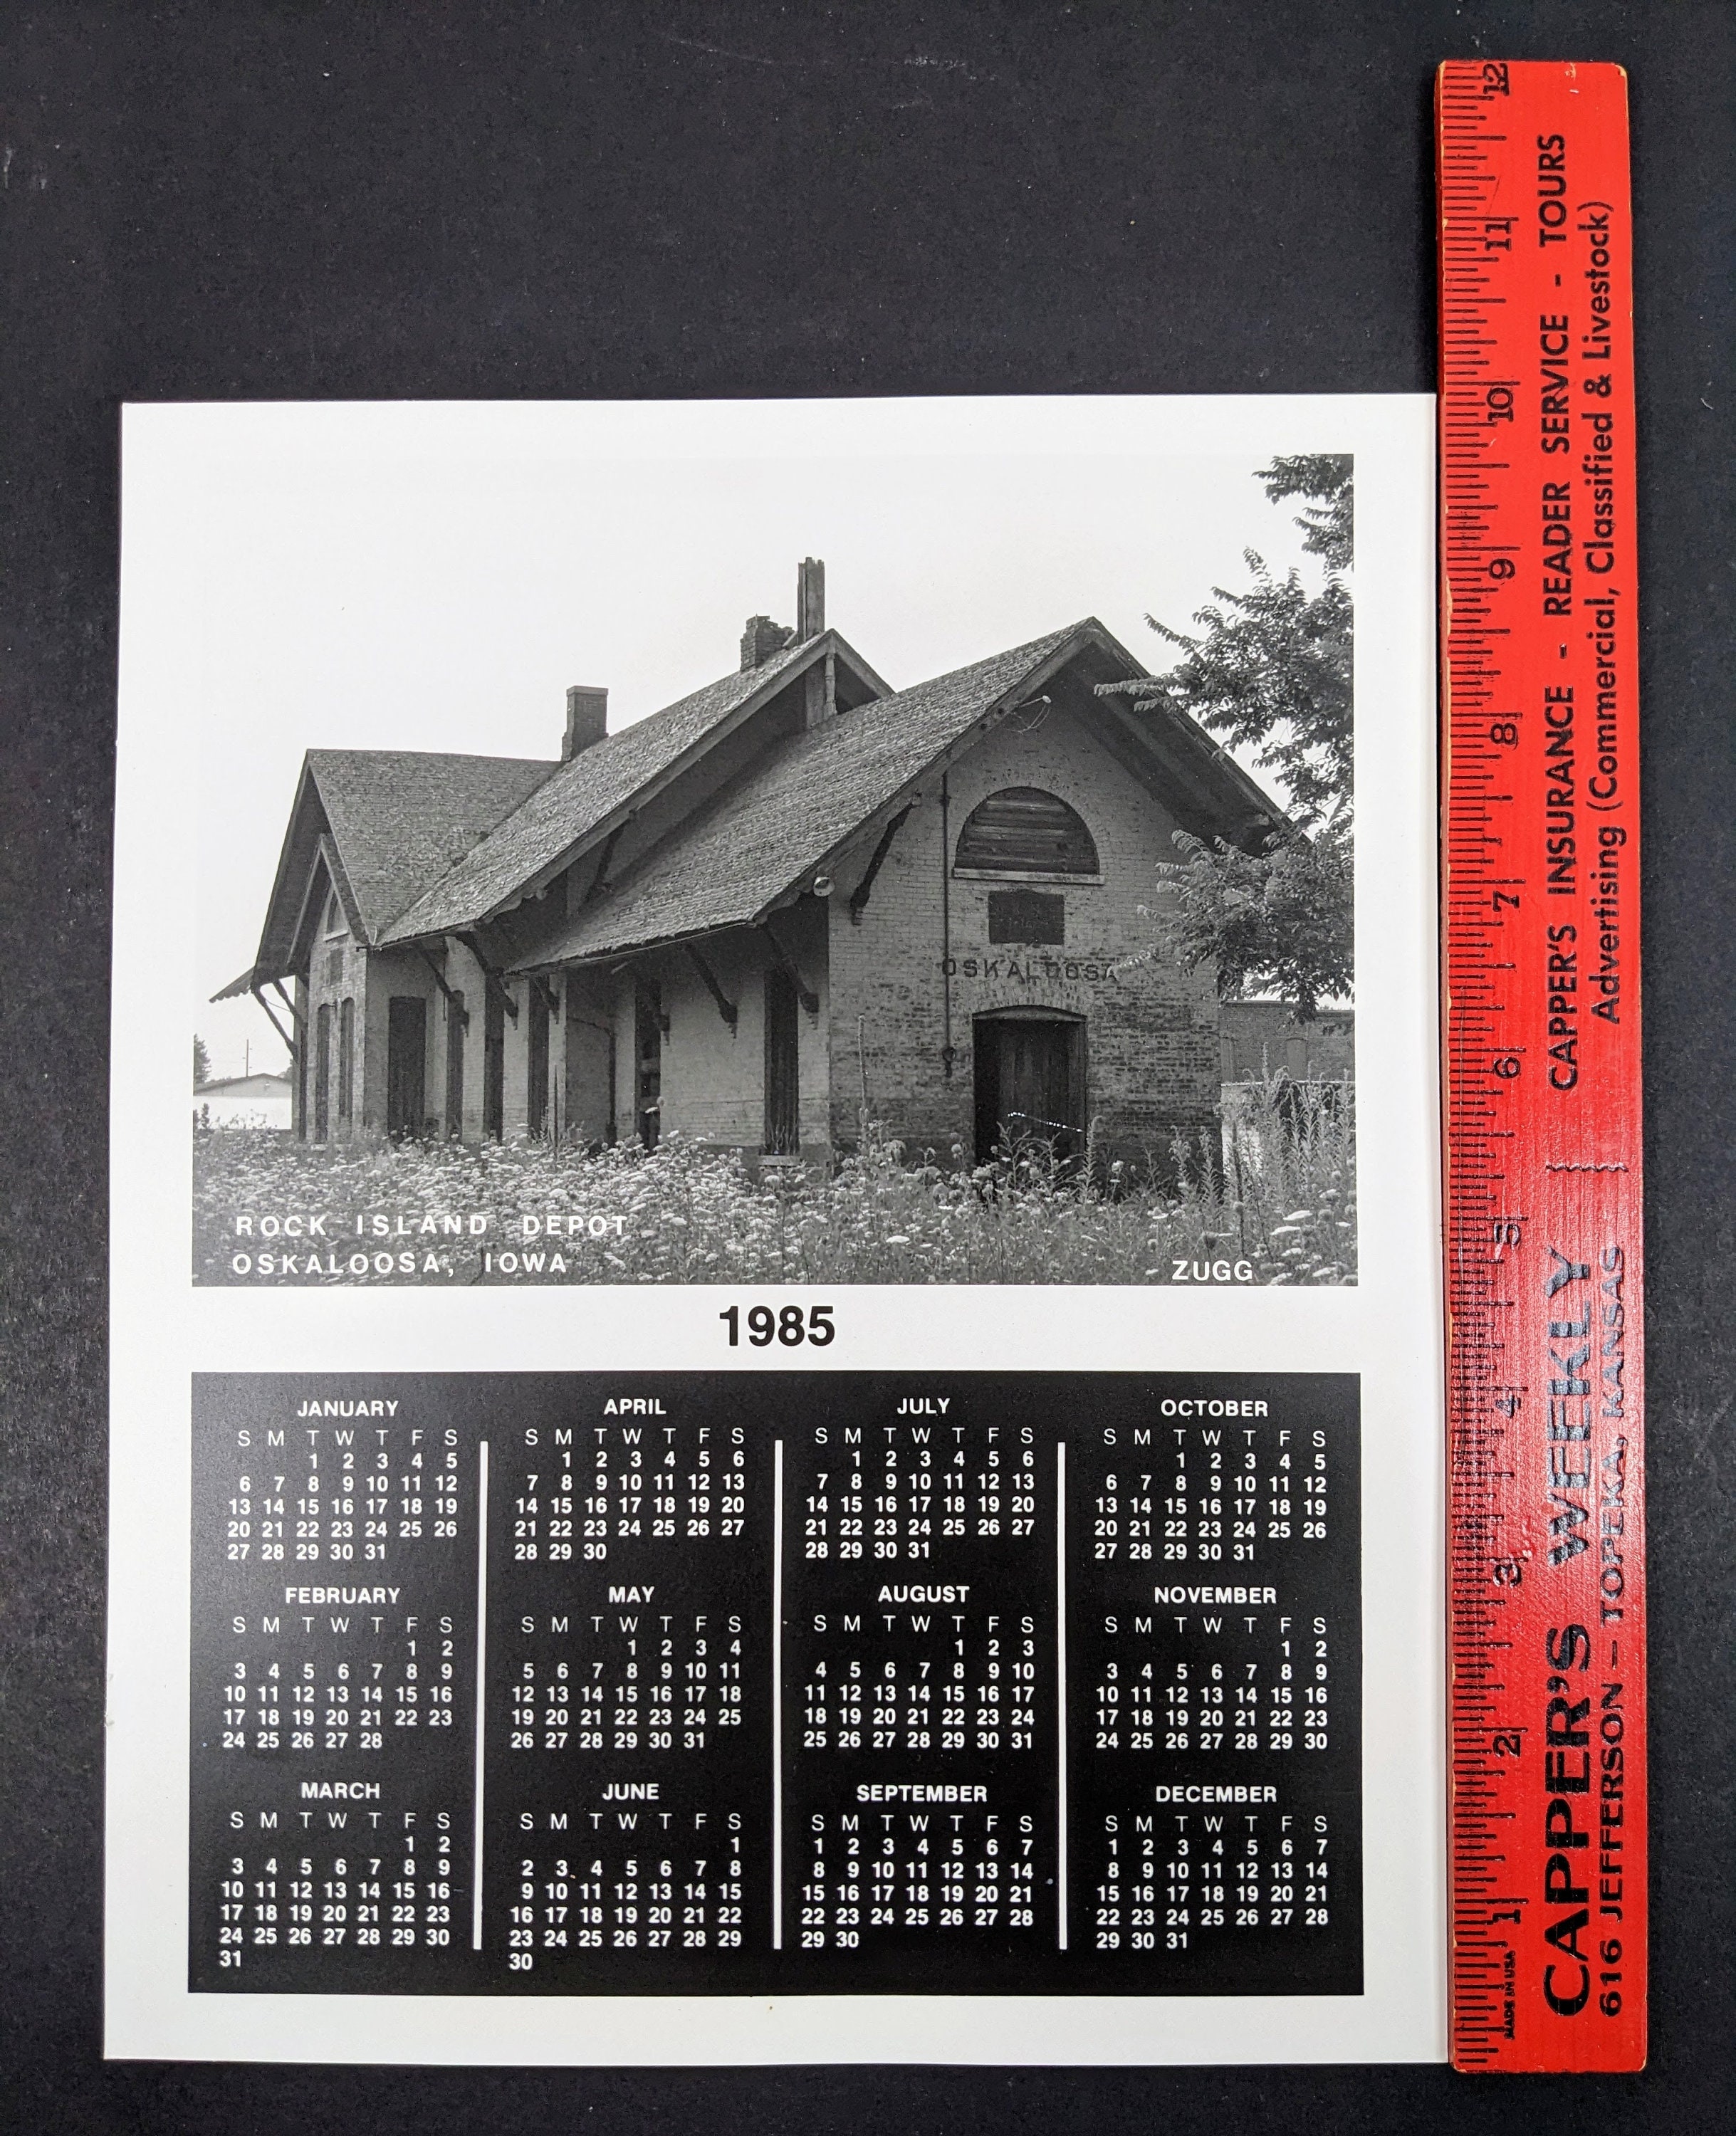 OSKALOOSA
ROCK ISLAND DEPOT
OSKALOOSA, IOWA
ZUGG
1985
JANUARY
S M T W T F S
1 2 3 4 5
6 7 8 9 10 11 12
13 14 15 16 17 18 19
20 21 22 23 24 25 26
27 28 29 30 31
FEBRUARY
S M T W T F S
1 2
3 4 5 6 7 8 9
10 11 12 13 14 15 16
17 18 19 20 21 22 23
24 25 26 27 28
MARCH
S M T W T F S
1 2
3 4 5 6 7 8 9
10 11 12 13 14 15 16
17 18 19 20 21 22 23
24 25 26 27 28 29 30
31
APRIL
S M T W T F S
1 2 3 4 5 6
7 8 9 10 11 12 13
14 15 16 17 18 19 20
21 22 23 24 25 26 27
28 29 30
MAY
S M T W T F S
1 2 3 4
5 6 7 8 9 10 11
12 13 14 15 16 17 18
19 20 21 22 23 24 25
26 27 28 29 30 31
JUNE
S M T W T F S
1
2 3 4 5 6 7 8
9 10 11 12 13 14 15
16 17 18 19 20 21 22
23 24 25 26 27 28 29
30
JULY
S M T W T F S
1 2 3 4 5 6
7 8 9 10 11 12 13
14 15 16 17 18 19 20
21 22 23 24 25 26 27
28 29 30 31
AUGUST
S M T W T F S
1 2 3
4 5 6 7 8 9 10
11 12 13 14 15 16 17
18 19 20 21 22 23 24
25 26 27 28 29 30 31
SEPTEMBER
S M T W T F S
1 2 3 4 5 6 7
8 9 10 11 12 13 14
15 16 17 18 19 20 21
22 23 24 25 26 27 28
29 30
OCTOBER
S M T W T F S
1 2 3 4 5
6 7 8 9 10 11 12
13 14 15 16 17 18 19
20 21 22 23 24 25 26
27 28 29 30 31
NOVEMBER
S M T W T F S
1 2
3 4 5 6 7 8 9
10 11 12 13 14 15 16
17 18 19 20 21 22 23
24 25 26 27 28 29 30
DECEMBER
S M T W T F S
1 2 3 4 5 6 7
8 9 10 11 12 13 14
15 16 17 18 19 20 21
22 23 24 25 26 27 28
29 30 31
MADE IN USA 1 2 3 4 5 6 7 8 9 10 11 12
CAPPER'S WEEKLY
616 JEFFERSON - TOPEKA, KANSAS
CAPPER'S INSURANCE - READER SERVICE - TOURS
Advertising (Commercial, Classified & Livestock)